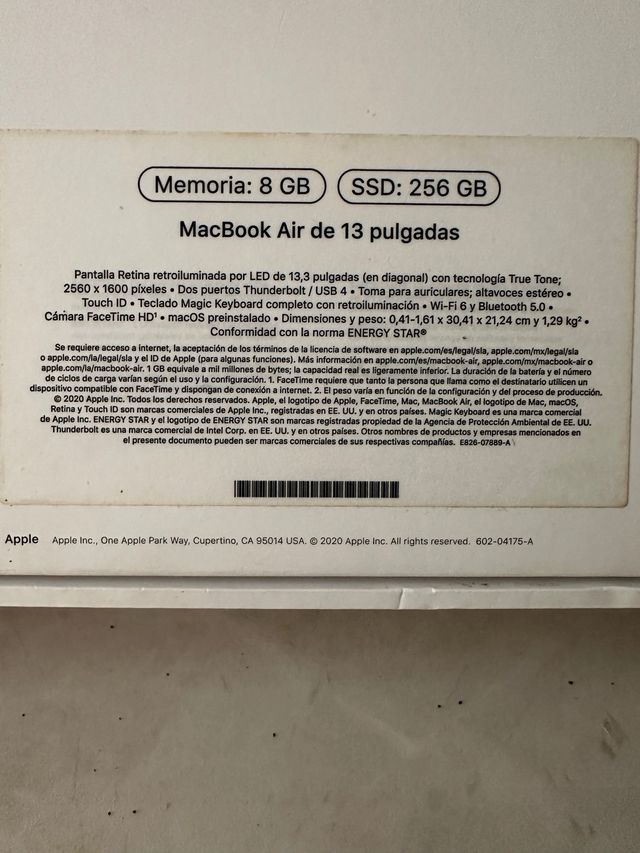 Memoria: 8 GB SSD: 256 GB
MacBook Air de 13 pulgadas
Pantalla Retina retroiluminada por LED de 13,3 pulgadas (en diagonal) con tecnología True Tone;
2560 x 1600 píxeles • Dos puertos Thunderbolt / USB 4 • Toma para auriculares; altavoces estéreo •
Touch ID • Teclado Magic Keyboard completo con retroiluminación • Wi-Fi 6 y Bluetooth 5.0 •
Cámara FaceTime HD¹ • macOS preinstalado • Dimensiones y peso: 0,41-1,61 x 30,41 x 21,24 cm y 1,29 kg² •
Conformidad con la norma ENERGY STAR®
Se requiere acceso a internet, la aceptación de los términos de la licencia de software en apple.com/es/legal/sla, apple.com/mx/legal/sla
o apple.com/la/legal/sla y el ID de Apple (para algunas funciones). Más información en apple.com/es/macbook-air, apple.com/mx/macbook-air o
apple.com/la/macbook-air. 1 GB equivale a mil millones de bytes; la capacidad real es ligeramente inferior. La duración de la batería y el número
de ciclos de carga varían según el uso y la configuración. 1. FaceTime requiere que tanto la persona que llama como el destinatario utilicen un
dispositivo compatible con FaceTime y dispongan de conexión a internet. 2. El peso varía en función de la configuración y del proceso de producción.
© 2020 Apple Inc. Todos los derechos reservados. Apple, el logotipo de Apple, FaceTime, Mac, MacBook Air, el logotipo de Mac, macOS,
Retina y Touch ID son marcas comerciales de Apple Inc., registradas en EE. UU. y en otros países. Magic Keyboard es una marca comercial
de Apple Inc. ENERGY STAR y el logotipo de ENERGY STAR son marcas registradas propiedad de la Agencia de Protección Ambiental de EE. UU.
Thunderbolt es una marca comercial de Intel Corp. en EE. UU. y en otros países. Otros nombres de productos y empresas mencionados en
el presente documento pueden ser marcas comerciales de sus respectivas compañías. E826-07889-A
Apple Apple Inc., One Apple Park Way, Cupertino, CA 95014 USA. © 2020 Apple Inc. All rights reserved. 602-04175-A